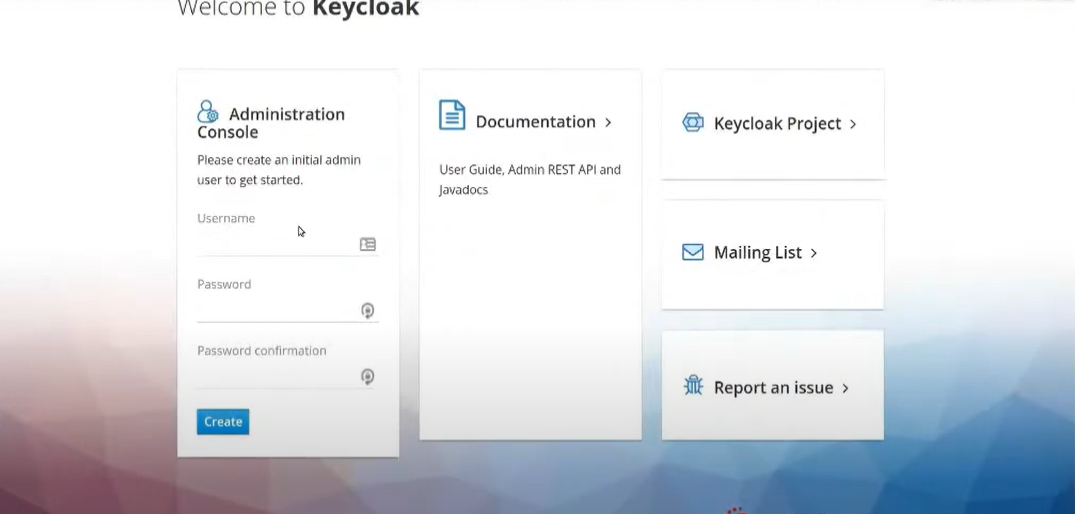 Welcome to Keycloak
Administration
Console
Please create an initial admin
user to get started.
Username
Password
Password confirmation
Create
Documentation >
User Guide, Admin REST API and
Javadocs
Keycloak Project >
Mailing List >
Report an issue >